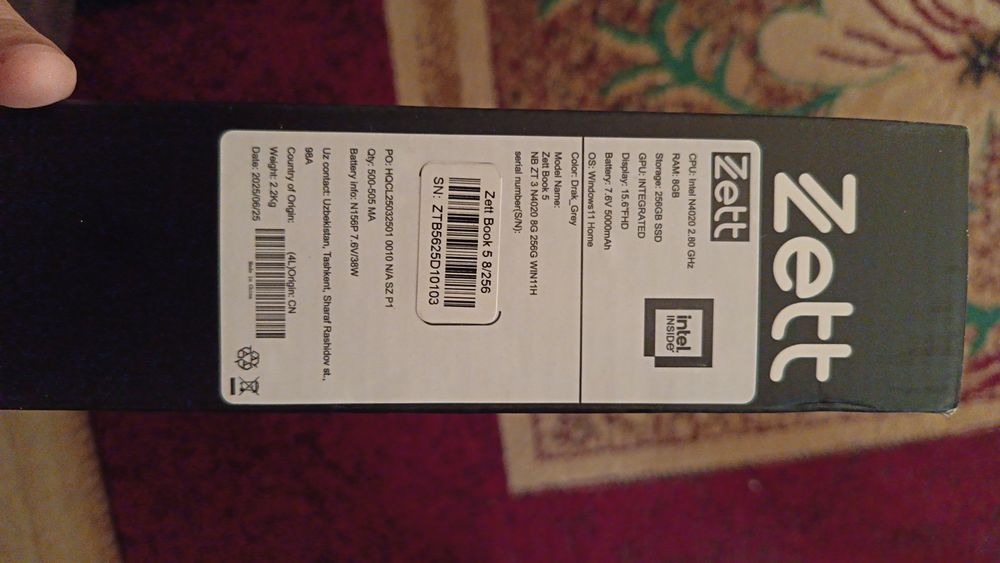 Zett
Zett
intel.
INSIDE
CPU: Intel N4020 2.80 GHz
RAM: 8GB
Storage: 256GB SSD
GPU: INTEGRATED
Display: 15.6"FHD
Battery: 7.6V 5000mAh
OS: Windows11 Home
Color: Drak_Grey
Model Name:
Zett Book 5
NB ZT 3 N4020 8G 256G WIN11H
serial number(S/N):
Zett Book 5 8/256
SN: ZTB5625D10103
PO: HQCL25032501 0010 N/A SZ P1
Qty: 500-505 MA
Battery info: N156P 7.6V/38W
Uz contact: Uzbekistan, Tashkent, Sharaf Rashidov st.,
98A
Country of Origin:
(4L)Origin: CN
Weight: 2.2Kg
Date: 2025/06/25
Made in China